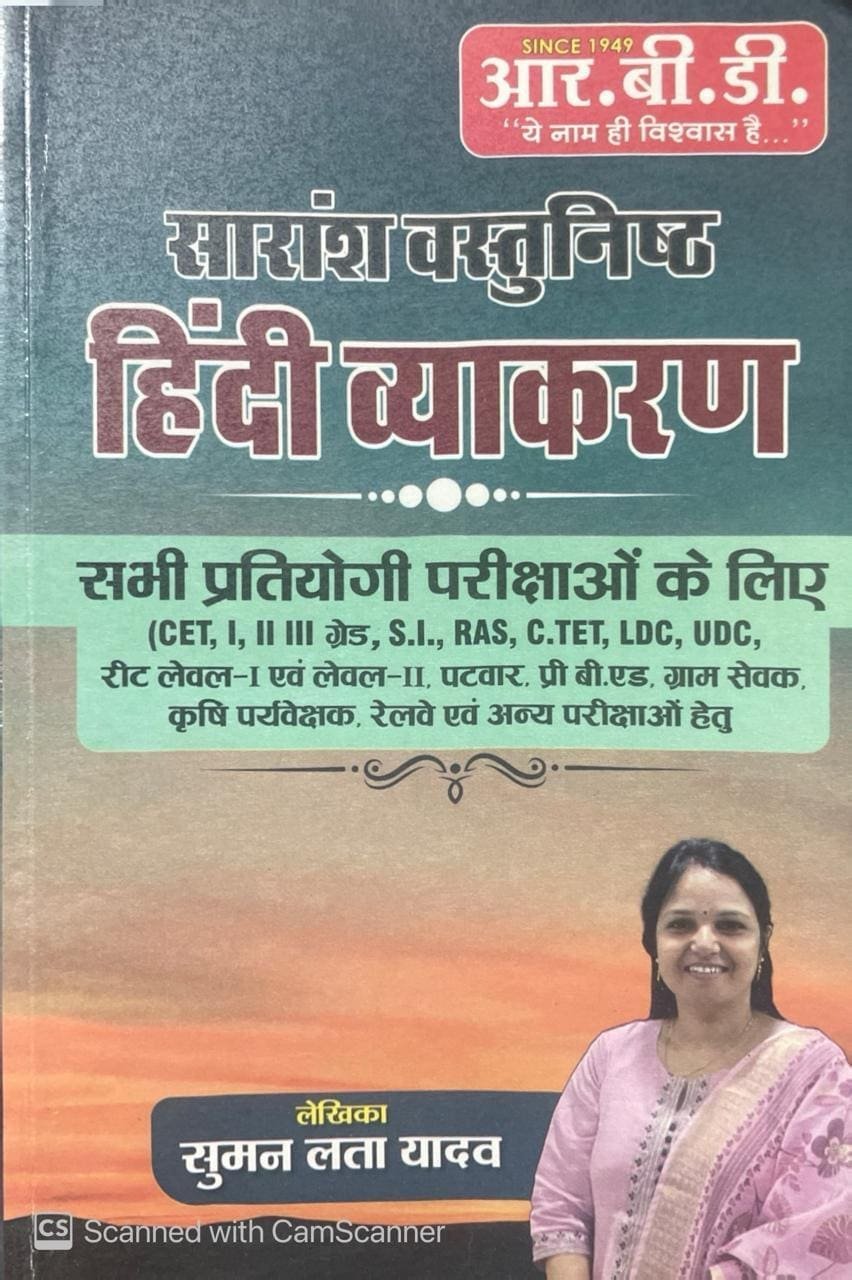 SINCE 1949
आर.बी.डी.
“ये नाम ही विश्वास है...”
सारांश वस्तुनिष्ठ
हिंदी व्याकरण
सभी प्रतियोगी परीक्षाओं के लिए
(CET, I, II III ग्रेड, S.I., RAS, C.TET, LDC, UDC,
रीट लेवल-I एवं लेवल-II, पटवार, प्री बी.एड, ग्राम सेवक,
कृषि पर्यवेक्षक, रेलवे एवं अन्य परीक्षाओं हेतु
लेखिका
सुमन लता यादव
CS Scanned with CamScanner